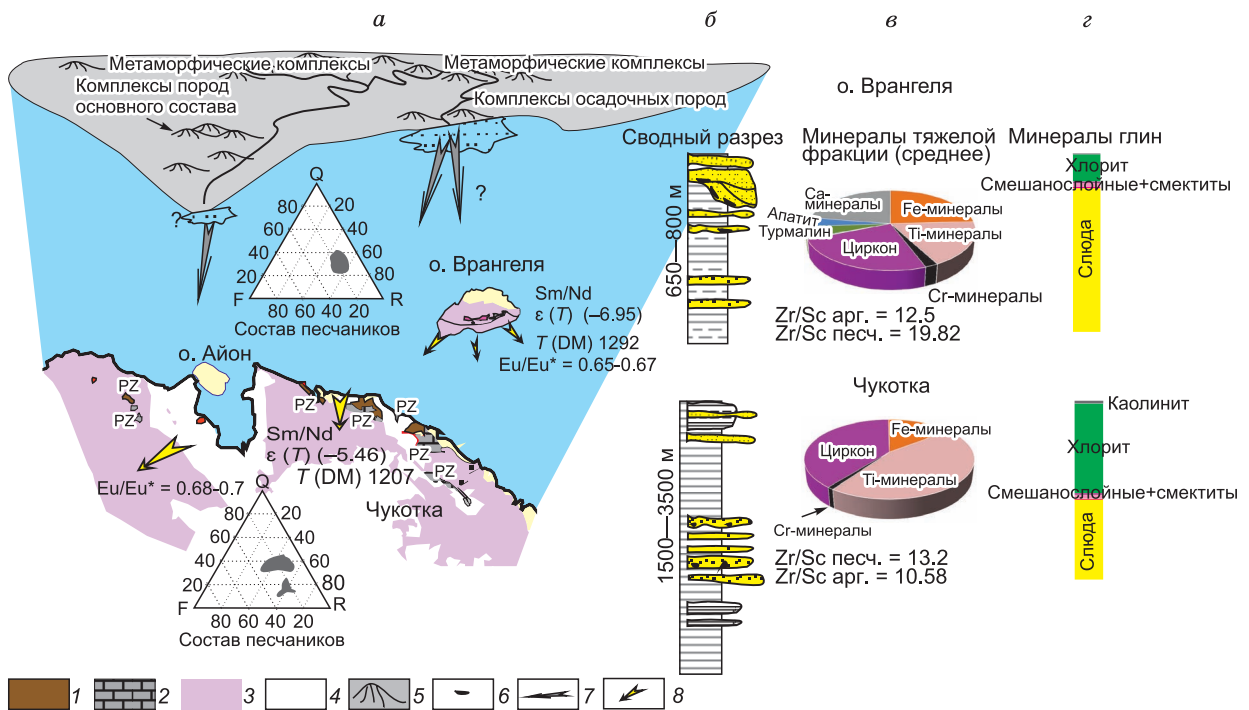 а
б
в
г
Метаморфические комплексы
Метаморфические комплексы
Комплексы пород
основного состава
Комплексы осадочных пород
?
?
Q
80
20
60
40
40
60
20
80
F
R
80 60 40 20
Состав песчаников
о. Врангеля
Sm/Nd
ε (T) (–6.95)
T (DM) 1292
Eu/Eu* = 0.65-0.67
о. Айон
PZ
PZ
PZ
PZ
PZ
PZ
PZ
Sm/Nd
ε (T) (–5.46)
T (DM) 1207
Eu/Eu* = 0.68-0.7
Чукотка
Q
80
20
60
40
40
60
20
80
F
R
80 60 40 20
Состав песчаников
Сводный разрез
650—800 м
1500—3500 м
о. Врангеля
Минералы тяжелой
фракции (среднее)
Ca-
минералы
Fe-минералы
Апатит
Турмалин
Ti-минералы
Циркон
Cr-минералы
Zr/Sc арг. = 12.5
Zr/Sc песч. = 19.82
Чукотка
Fe-минералы
Циркон
Ti-минералы
Cr-минералы
Zr/Sc песч. = 13.2
Zr/Sc арг. = 10.58
Минералы глин
Хлорит
Смешанослойные+смектиты
Слюда
Каолинит
Хлорит
Смешанослойные+смектиты
Слюда
1
2
3
4
5
6
7
8